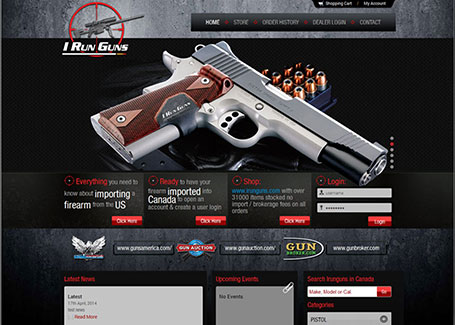 Shopping Cart | My Account
HOME + STORE + ORDER HISTORY + DEALER LOGIN + CONTACT
I RUN GUNS
I RUN GUNS
Everything you need to
know about importing a
firearm from the US
Click Here
Ready to have your
firearm imported into
Canada to open an
account & create a user login
Click Here
Shop:
www.irunguns.com with over
31000 items stocked no
import / brokerage fees on all
orders
Click Here
Login:
username
Login
www.gunsamerica.com/
GUN AUCTION
www.gunauction.com/
GUN
BROKER.COM
www.gunbroker.com
Latest News
Latest
17th April, 2014
test news
Read More
Upcoming Events
No Events
Search Irunguns in Canada
Make, Model or Cal.
Go
Categories
PISTOL